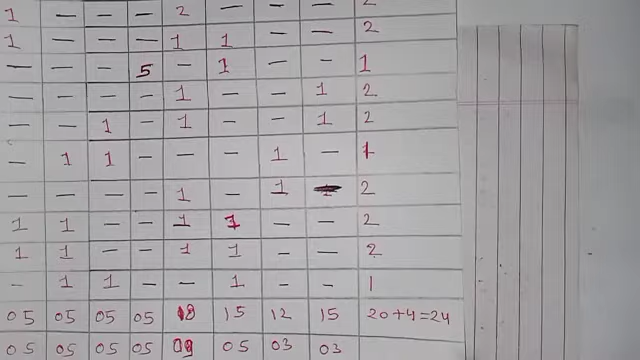 1 — — — 2 — — — 2
1 — — — 1 1 — — 2
— — — 5 — 1 — — 1
— — — — 1 — — 1 2
— — 1 — 1 — — 1 2
— 1 1 — — — 1 — 1
— — — — 1 — 1 2
1 1 — — 1 1 — — 2
1 1 — — 1 1 — — 2
— 1 1 — — 1 — — 1
05 05 05 05 18 15 12 15 20+4=24
05 05 05 05 09 05 03 03